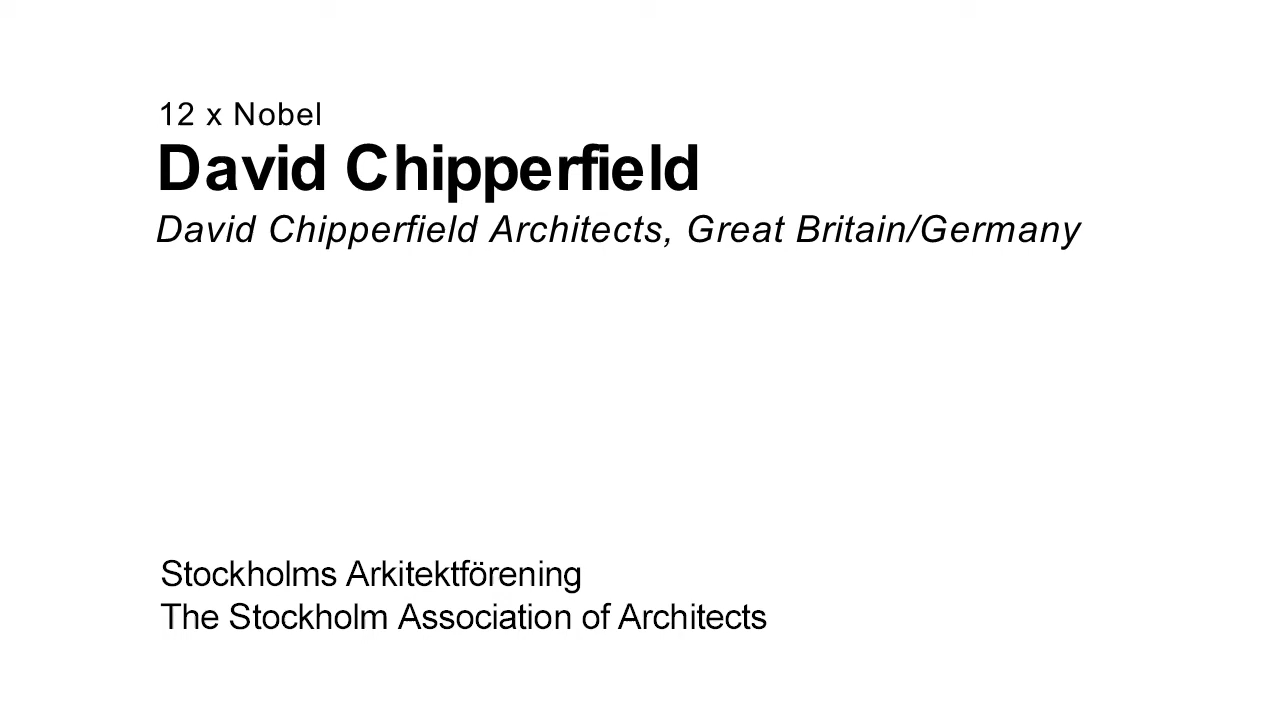 12 x Nobel
David Chipperfield
David Chipperfield Architects, Great Britain/Germany
Stockholms Arkitektförening
The Stockholm Association of Architects